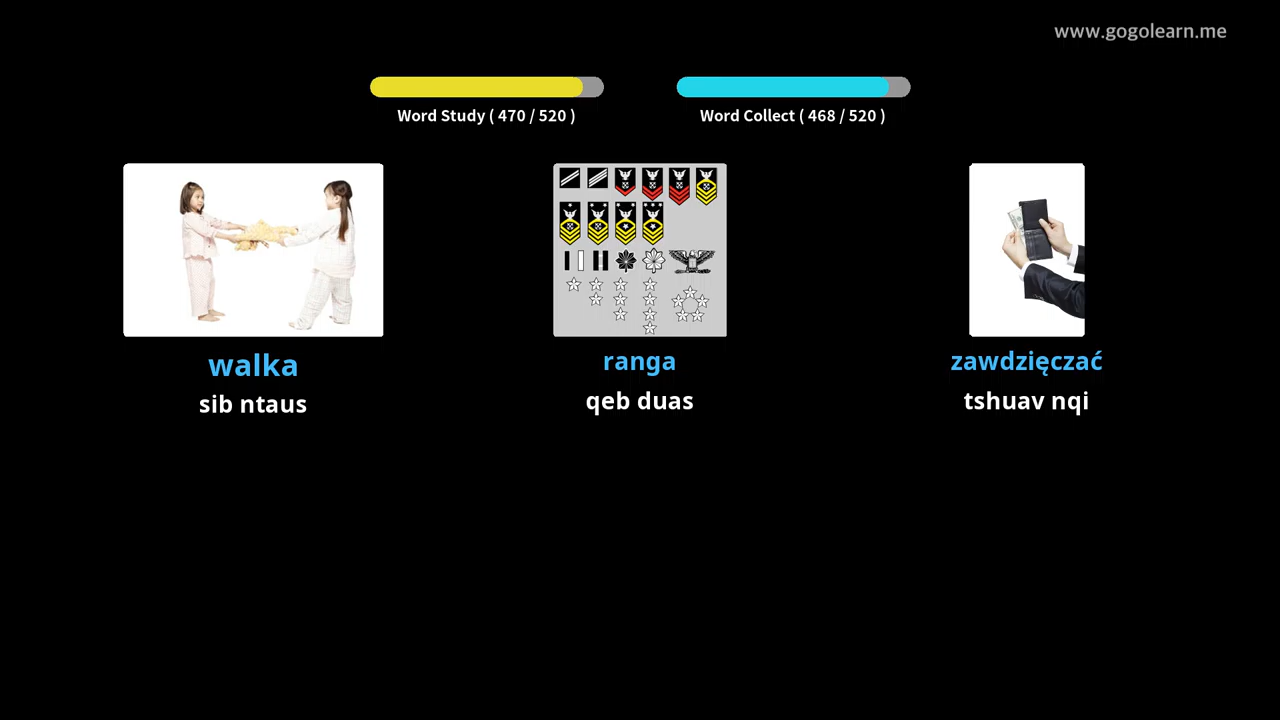 www.gogolearn.me
Word Study ( 470 / 520 )
Word Collect ( 468 / 520 )
walka
ranga
zawdzięczać
sib ntaus
qeb duas
tshuav nqi